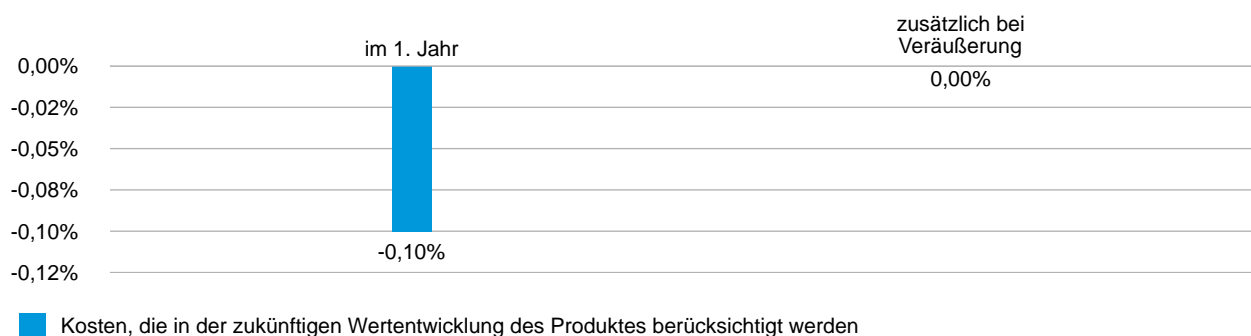 zusätzlich bei
Veräußerung
im 1. Jahr
0,00%
0,00%
-0,02%
-0,05%
-0,08%
-0,10%
-0,10%
-0,12%
Kosten, die in der zukünftigen Wertentwicklung des Produktes berücksichtigt werden